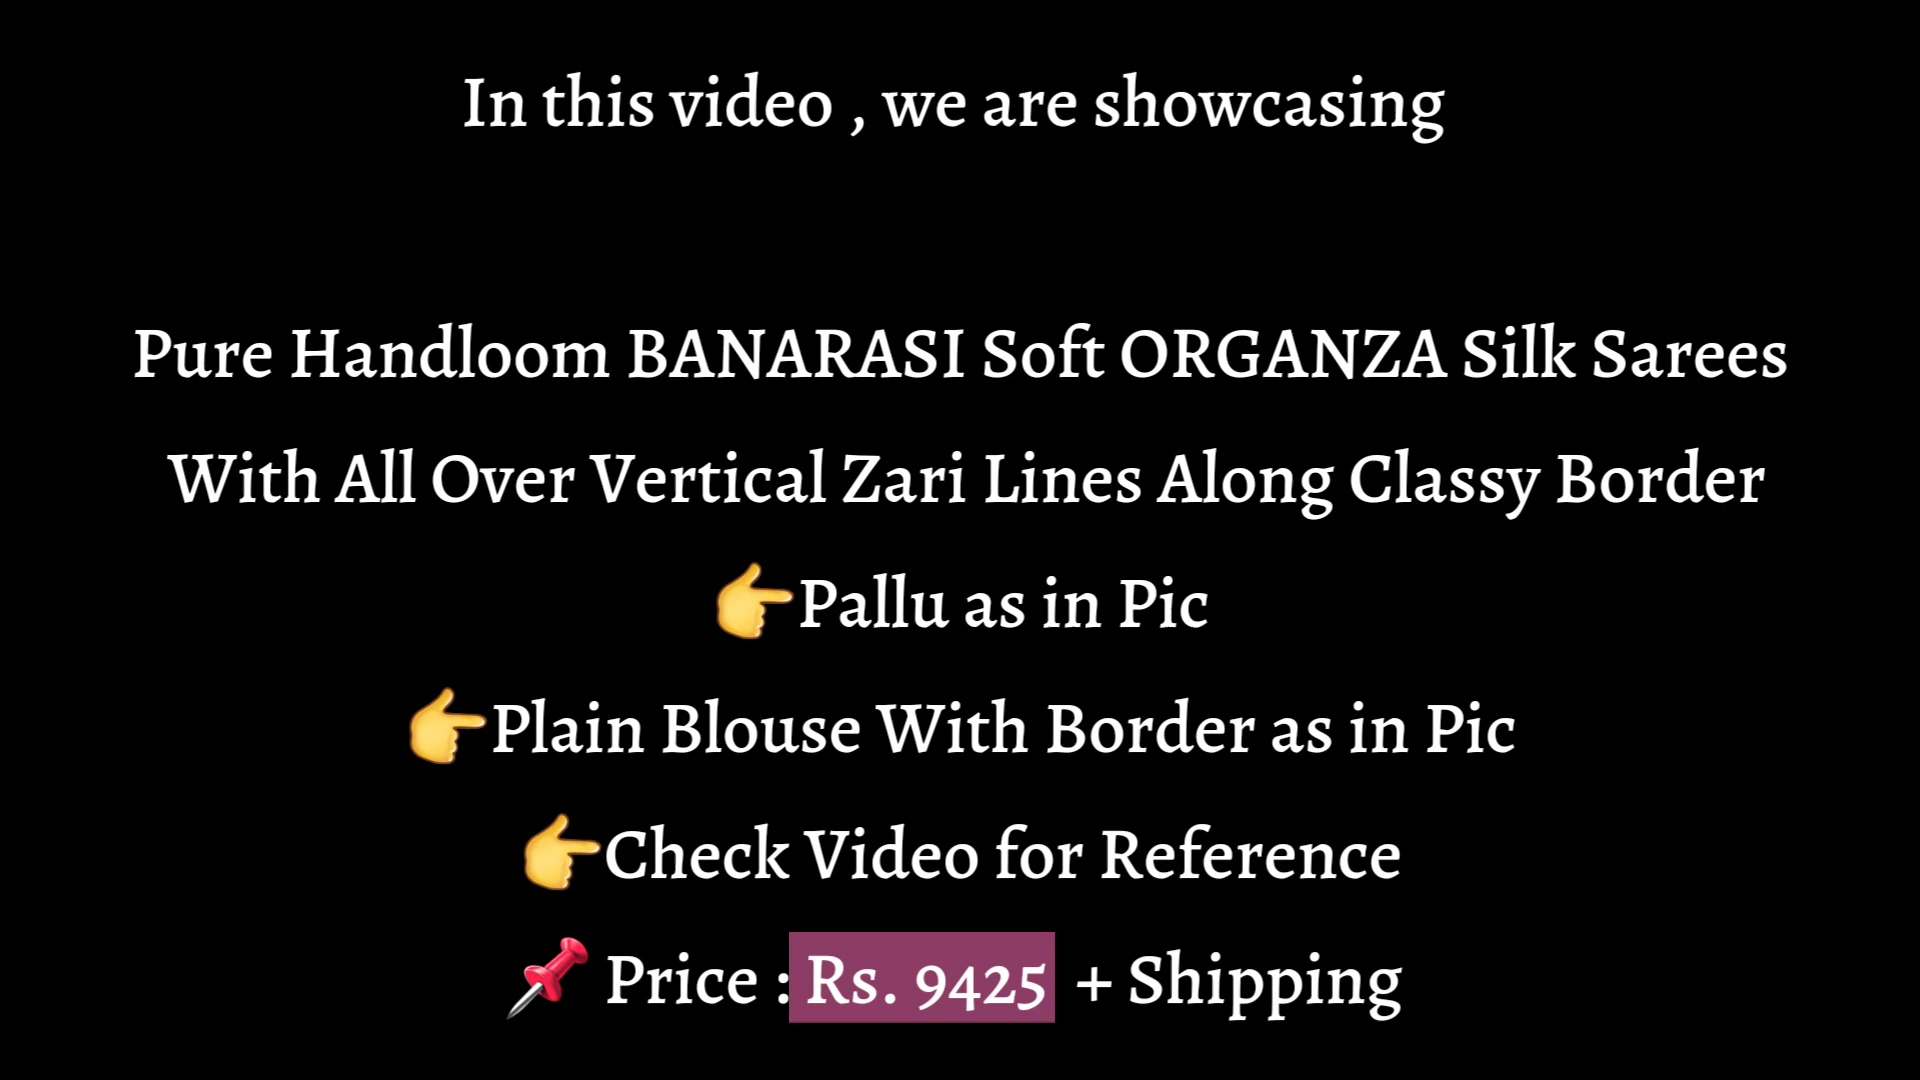 In this video , we are showcasing
Pure Handloom BANARASI Soft ORGANZA Silk Sarees
With All Over Vertical Zari Lines Along Classy Border
👉Pallu as in Pic
👉Plain Blouse With Border as in Pic
👉Check Video for Reference
📌 Price : Rs. 9425 + Shipping